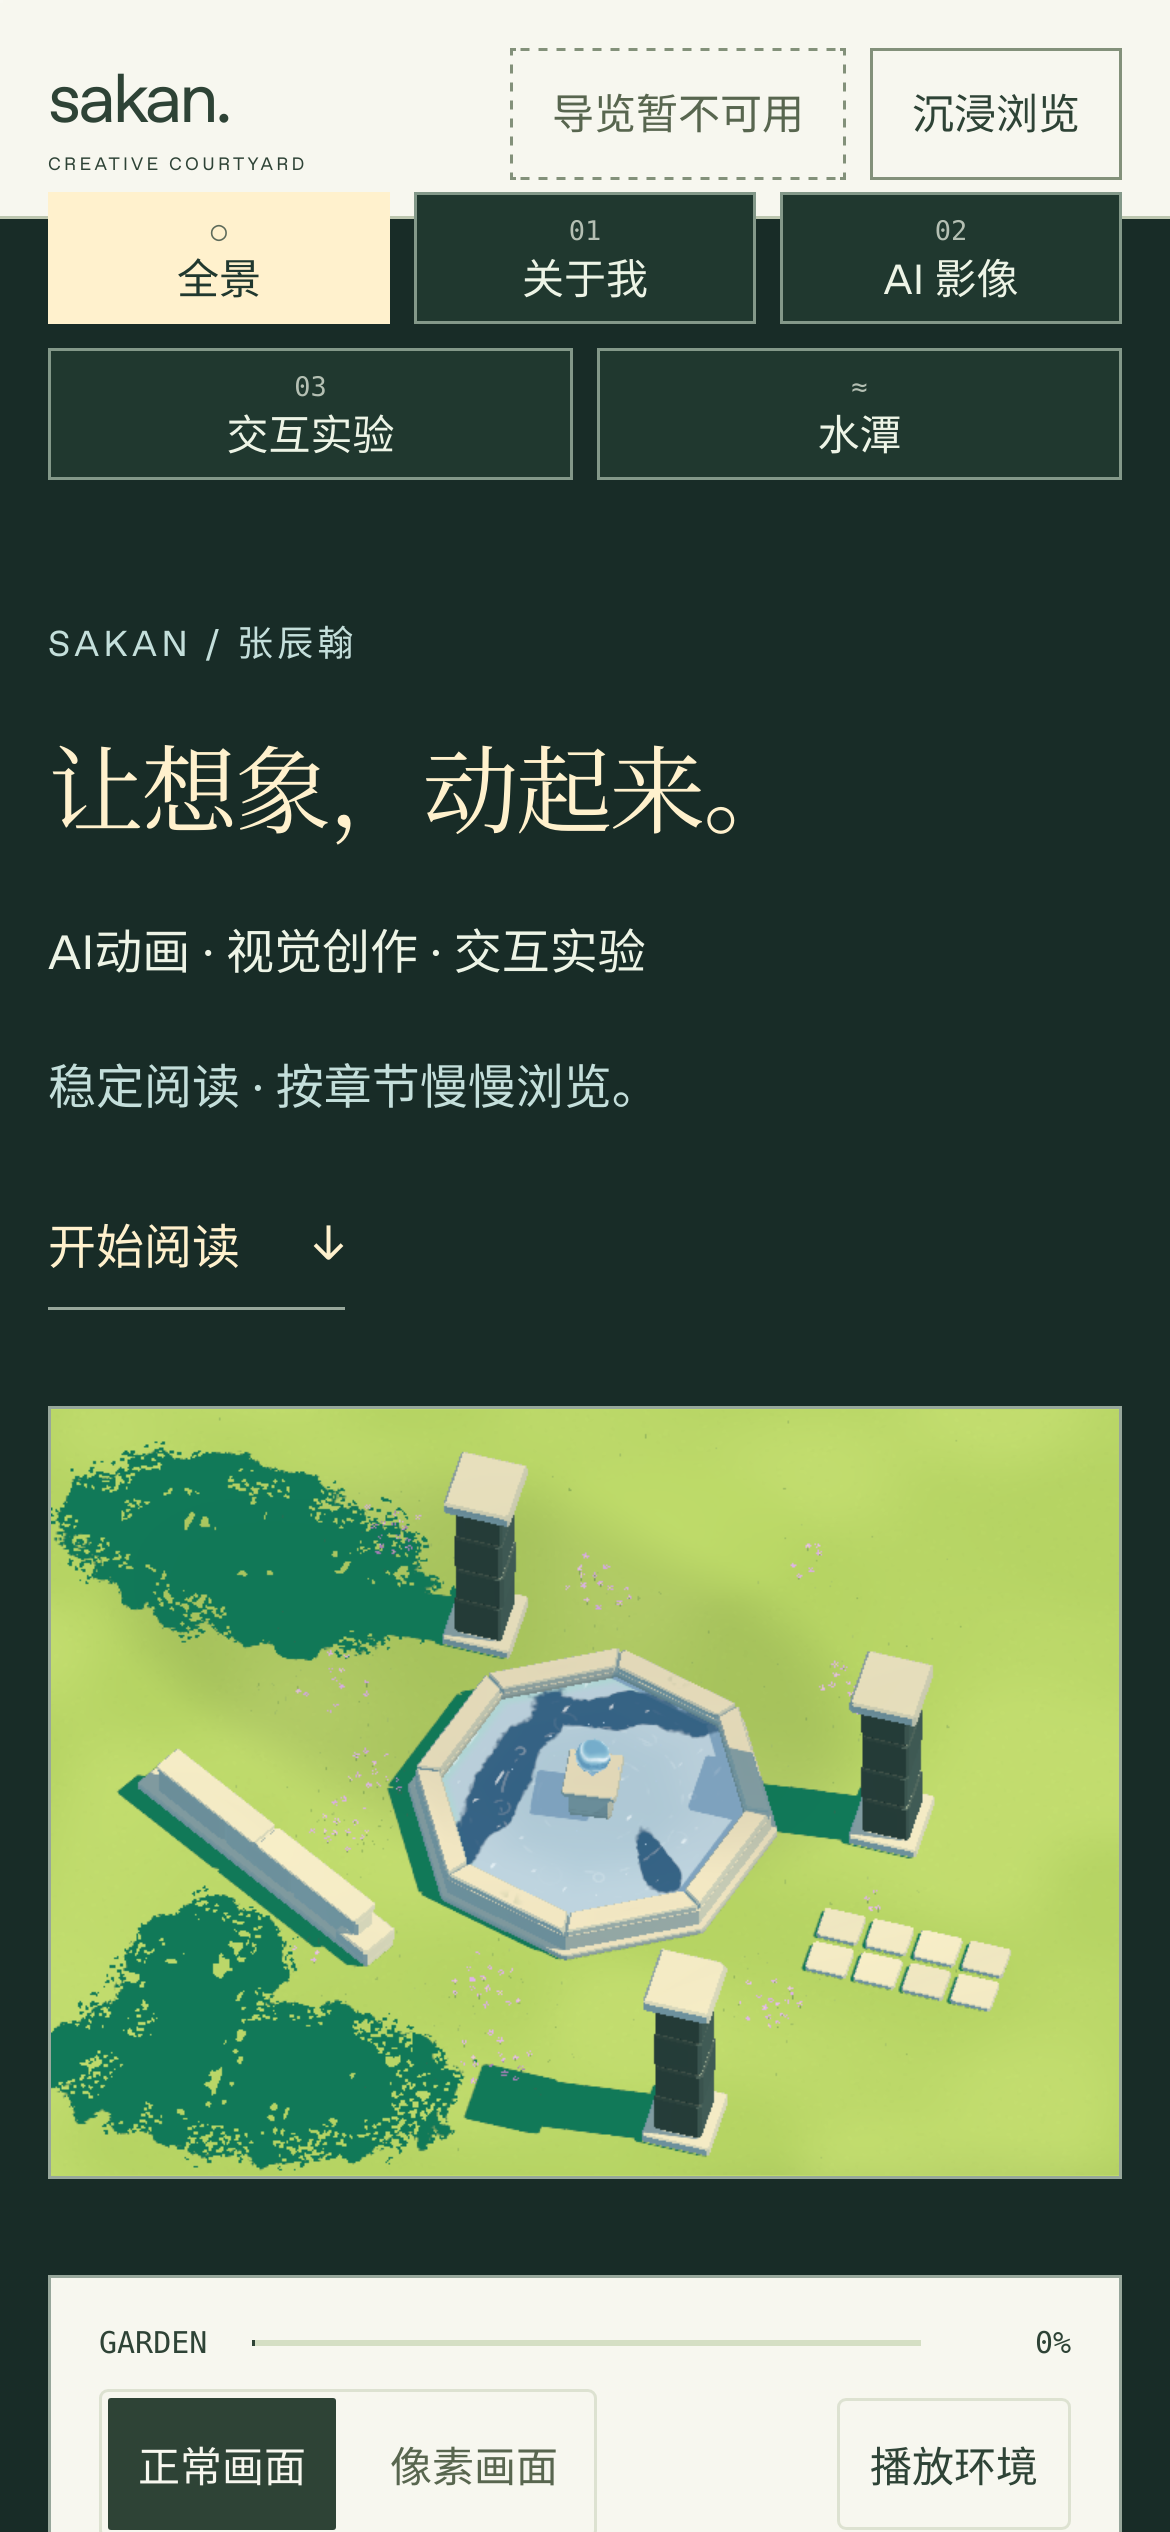 sakan.
CREATIVE COURTYARD
导览暂不可用
沉浸浏览
○
全景
01
关于我
02
AI 影像
03
交互实验
≈
水潭
SAKAN / 张辰翰
让想象，动起来。
AI动画 · 视觉创作 · 交互实验
稳定阅读 · 按章节慢慢浏览。
开始阅读 ↓
GARDEN 0%
正常画面 像素画面 播放环境